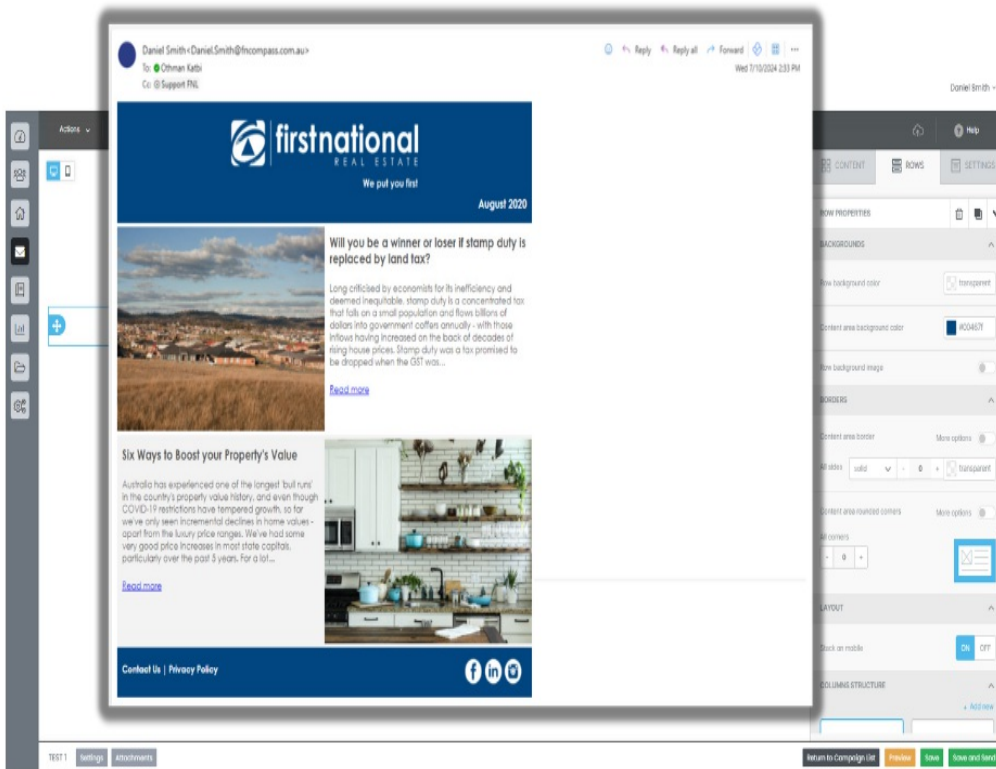 Daniel Smith<Daniel.Smith@fncompass.com.au>
To: Othman Katbi
Cc: Support FNL
Reply
Reply all
Forward
Wed 7/10/2024 2:33 PM
firstnational
REAL ESTATE
We put you first
August 2020
Will you be a winner or loser if stamp duty is
replaced by land tax?
Long criticised by economists for its inefficiency and
deemed inequitable, stamp duty is a concentrated tax
that falls on a small population and flows billions of
dollars into government coffers annually - with those
inflows having increased on the back of decades of
rising house prices. Stamp duty was a tax promised to
be dropped when the GST was...
Read more
Six Ways to Boost your Property's Value
Australia has experienced one of the longest 'bull runs'
in the country's property value history, and even though
COVID-19 restrictions have tempered growth, so far
we've only seen incremental declines in home values -
apart from the luxury price ranges. We've had some
very good price increases in most state capitals,
particularly over the past 5 years. For a lot...
Read more
Contact Us | Privacy Policy
Daniel Smith
Actions
Help
CONTENT
ROWS
SETTINGS
ROW PROPERTIES
BACKGROUNDS
Row background color
transparent
Content area background color
Row background image
BORDERS
Content area border
More options
All sides
solid
- 0 +
transparent
Content area rounded corners
More options
All corners
- 0 +
LAYOUT
Stack on mobile
ON OFF
COLUMNS STRUCTURE
+ Add new
TEST 1
Settings
Attachments
Return to Campaign List
Preview
Save
Save and Send